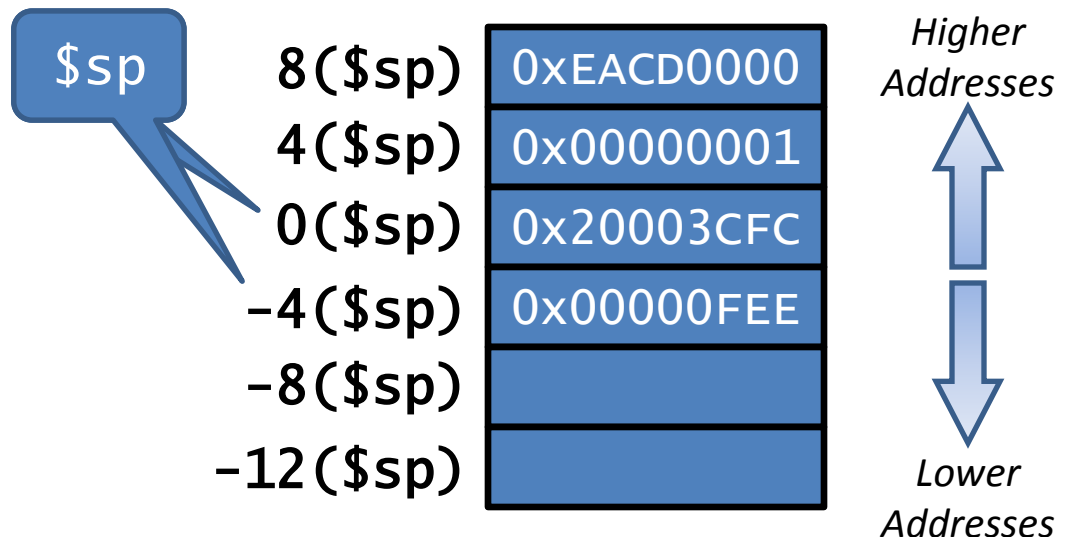 $sp
8($sp) 0xEACD0000
4($sp) 0x00000001
0($sp) 0x20003CFC
-4($sp) 0x00000FEE
-8($sp)
-12($sp)
Higher
Addresses
Lower
Addresses